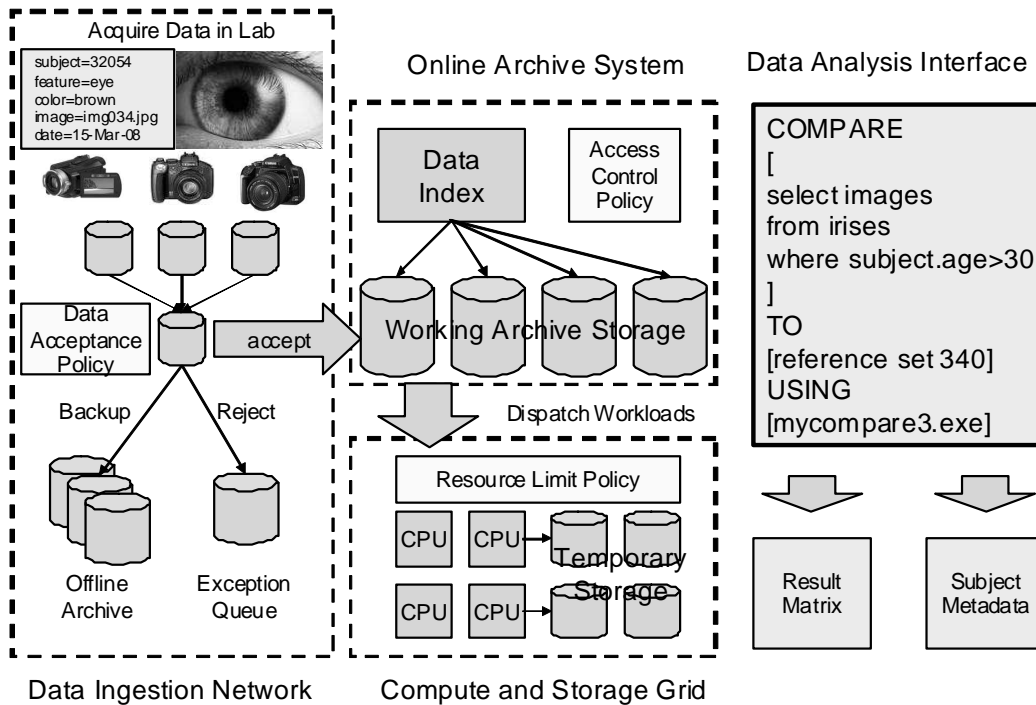 Acquire Data in Lab
subject=32054
feature=eye
color=brown
image=img034.jpg
date=15-Mar-08
Data
Acceptance
Policy
accept
Backup
Reject
Offline
Archive
Exception
Queue
Data Ingestion Network
Online Archive System
Data
Index
Access
Control
Policy
Working Archive Storage
Dispatch Workloads
Resource Limit Policy
CPU
CPU
CPU
CPU
Temporary
Storage
Compute and Storage Grid
Data Analysis Interface
COMPARE
[
select images
from irises
where subject.age>30
]
TO
[reference set 340]
USING
[mycompare3.exe]
Result
Matrix
Subject
Metadata